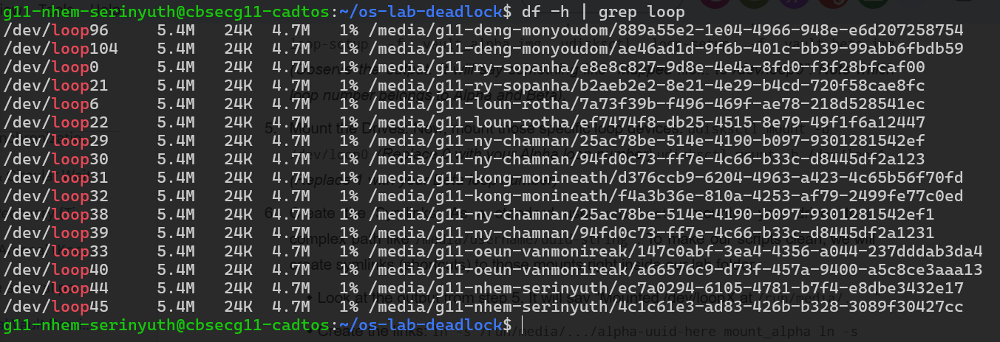 g11-nhem-serinyuth@cbsecg11-cadtos:~/os-lab-deadlock$ df -h | grep loop
/dev/loop96 5.4M 24K 4.7M 1% /media/g11-deng-monyoudom/889a55e2-1e04-4966-948e-e6d207258754
/dev/loop104 5.4M 24K 4.7M 1% /media/g11-deng-monyoudom/ae46ad1d-9f6b-401c-bb39-99abb6fbdb59
/dev/loop0 5.4M 24K 4.7M 1% /media/g11-ry-sopanha/e8e8c827-9d8e-4e4a-8fd0-f3f28bfcaf00
/dev/loop21 5.4M 24K 4.7M 1% /media/g11-ry-sopanha/b2aeb2e2-8e21-4e29-b4cd-720f58cae8fc
/dev/loop6 5.4M 24K 4.7M 1% /media/g11-loun-rotha/7a73f39b-f496-469f-ae78-218d528541ec
/dev/loop22 5.4M 24K 4.7M 1% /media/g11-loun-rotha/ef7474f8-db25-4515-8e79-49f1f6a12447
/dev/loop29 5.4M 24K 4.7M 1% /media/g11-ny-chamnan/25ac78be-514e-4190-b097-9301281542ef
/dev/loop30 5.4M 24K 4.7M 1% /media/g11-ny-chamnan/94fd0c73-ff7e-4c66-b33c-d8445df2a123
/dev/loop31 5.4M 24K 4.7M 1% /media/g11-kong-monineath/d376ccb9-6204-4963-a423-4c65b56f70fd
/dev/loop32 5.4M 24K 4.7M 1% /media/g11-kong-monineath/f4a3b36e-810a-4253-af79-2499fe77c0ed
/dev/loop38 5.4M 24K 4.7M 1% /media/g11-ny-chamnan/25ac78be-514e-4190-b097-9301281542ef1
/dev/loop39 5.4M 24K 4.7M 1% /media/g11-ny-chamnan/94fd0c73-ff7e-4c66-b33c-d8445df2a1231
/dev/loop33 5.4M 24K 4.7M 1% /media/g11-oeun-vanmonireak/147c0abf-3ea4-4356-a044-237dddab3da4
/dev/loop40 5.4M 24K 4.7M 1% /media/g11-oeun-vanmonireak/a66576c9-d73f-457a-9400-a5c8ce3aaa13
/dev/loop44 5.4M 24K 4.7M 1% /media/g11-nhem-serinyuth/ec7a0294-6105-4781-b7f4-e8dbe3432e17
/dev/loop45 5.4M 24K 4.7M 1% /media/g11-nhem-serinyuth/4c1c61e3-ad83-426b-b328-3089f30427cc
g11-nhem-serinyuth@cbsecg11-cadtos:~/os-lab-deadlock$